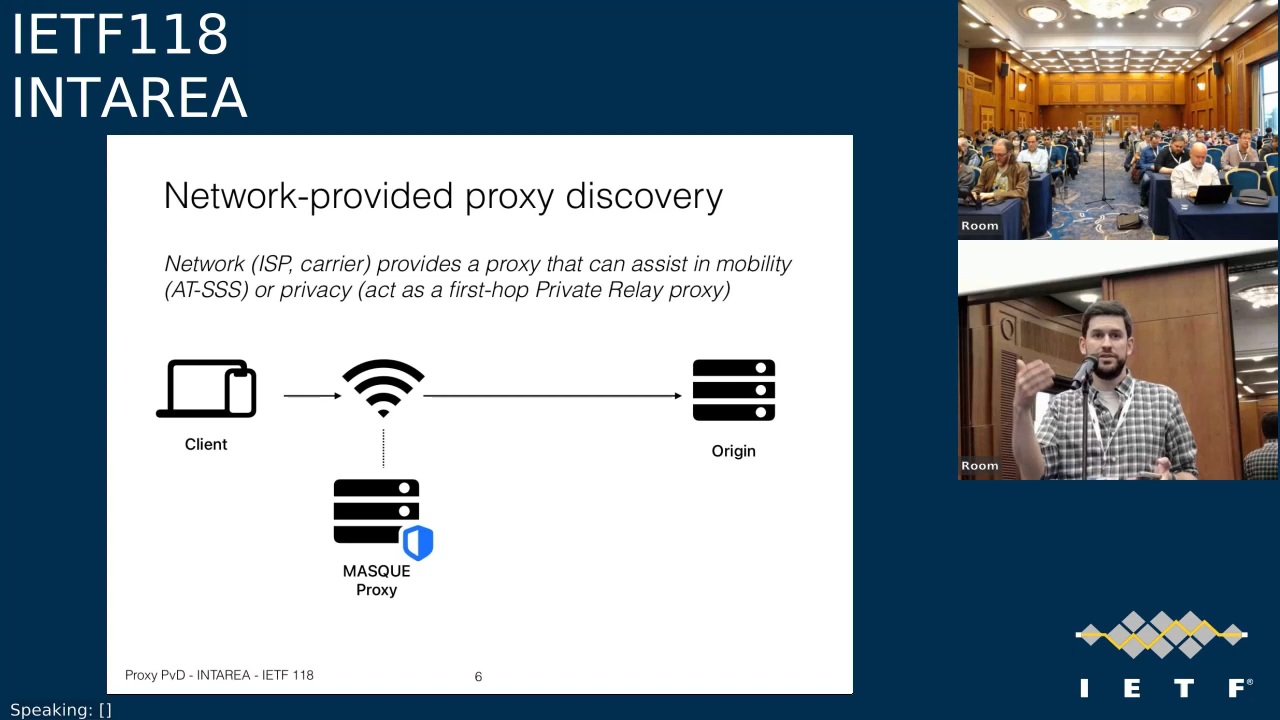 IETF118
INTAREA
Network-provided proxy discovery
Network (ISP, carrier) provides a proxy that can assist in mobility
(AT-SSS) or privacy (act as a first-hop Private Relay proxy)
Client
Origin
MASQUE
Proxy
Proxy PvD - INTAREA - IETF 118
6
Room
Room
I E T F®
Speaking: []